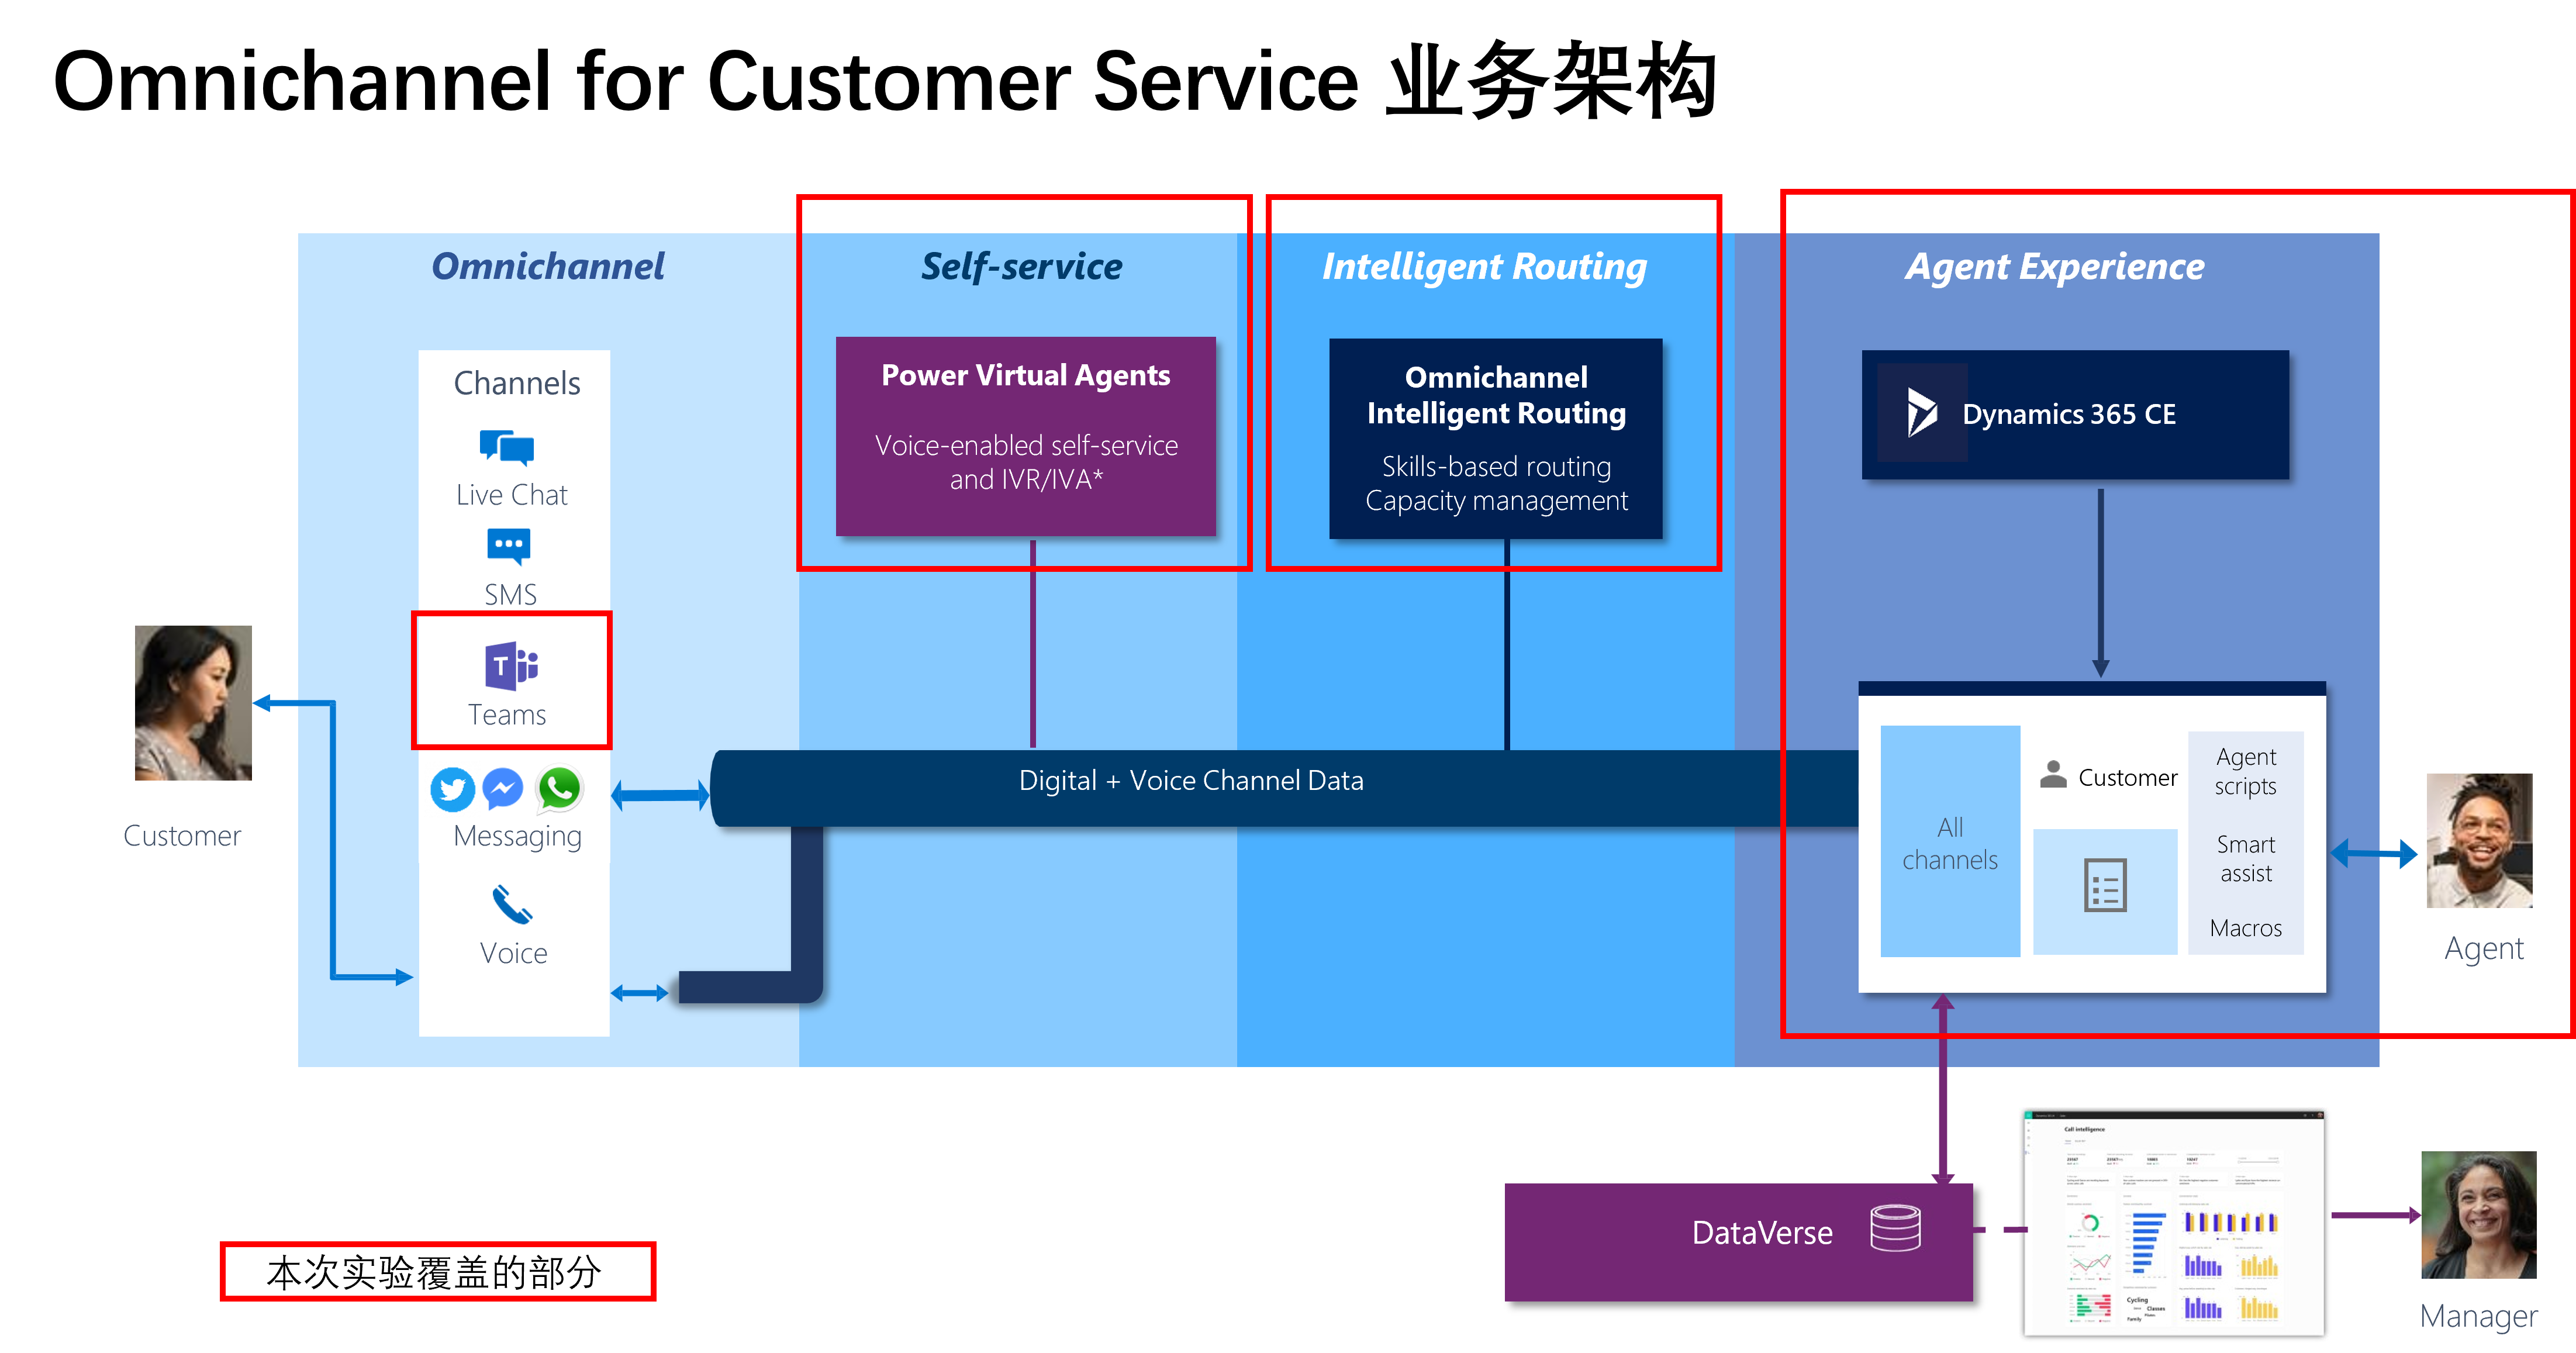 Omnichannel for Customer Service 业务架构
Omnichannel
Self-service
Intelligent Routing
Agent Experience
Channels
Live Chat
SMS
Teams
Messaging
Voice
Customer
Power Virtual Agents
Voice-enabled self-service
and IVR/IVA*
Omnichannel
Intelligent Routing
Skills-based routing
Capacity management
Dynamics 365 CE
Digital + Voice Channel Data
All
channels
Customer
Agent
scripts
Smart
assist
Macros
Agent
DataVerse
Call intelligence
Cycling
Classes
Family
Manager
本次实验覆盖的部分